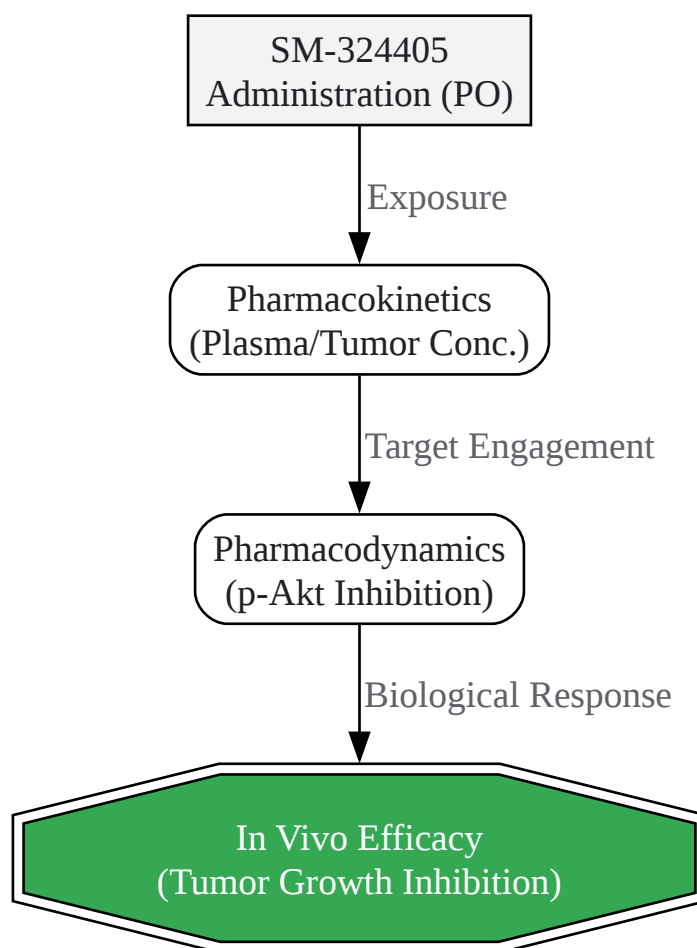 SM-324405
Administration (PO)
Exposure
Pharmacokinetics
(Plasma/Tumor Conc.)
Target Engagement
Pharmacodynamics
(p-Akt Inhibition)
Biological Response
In Vivo Efficacy
(Tumor Growth Inhibition)